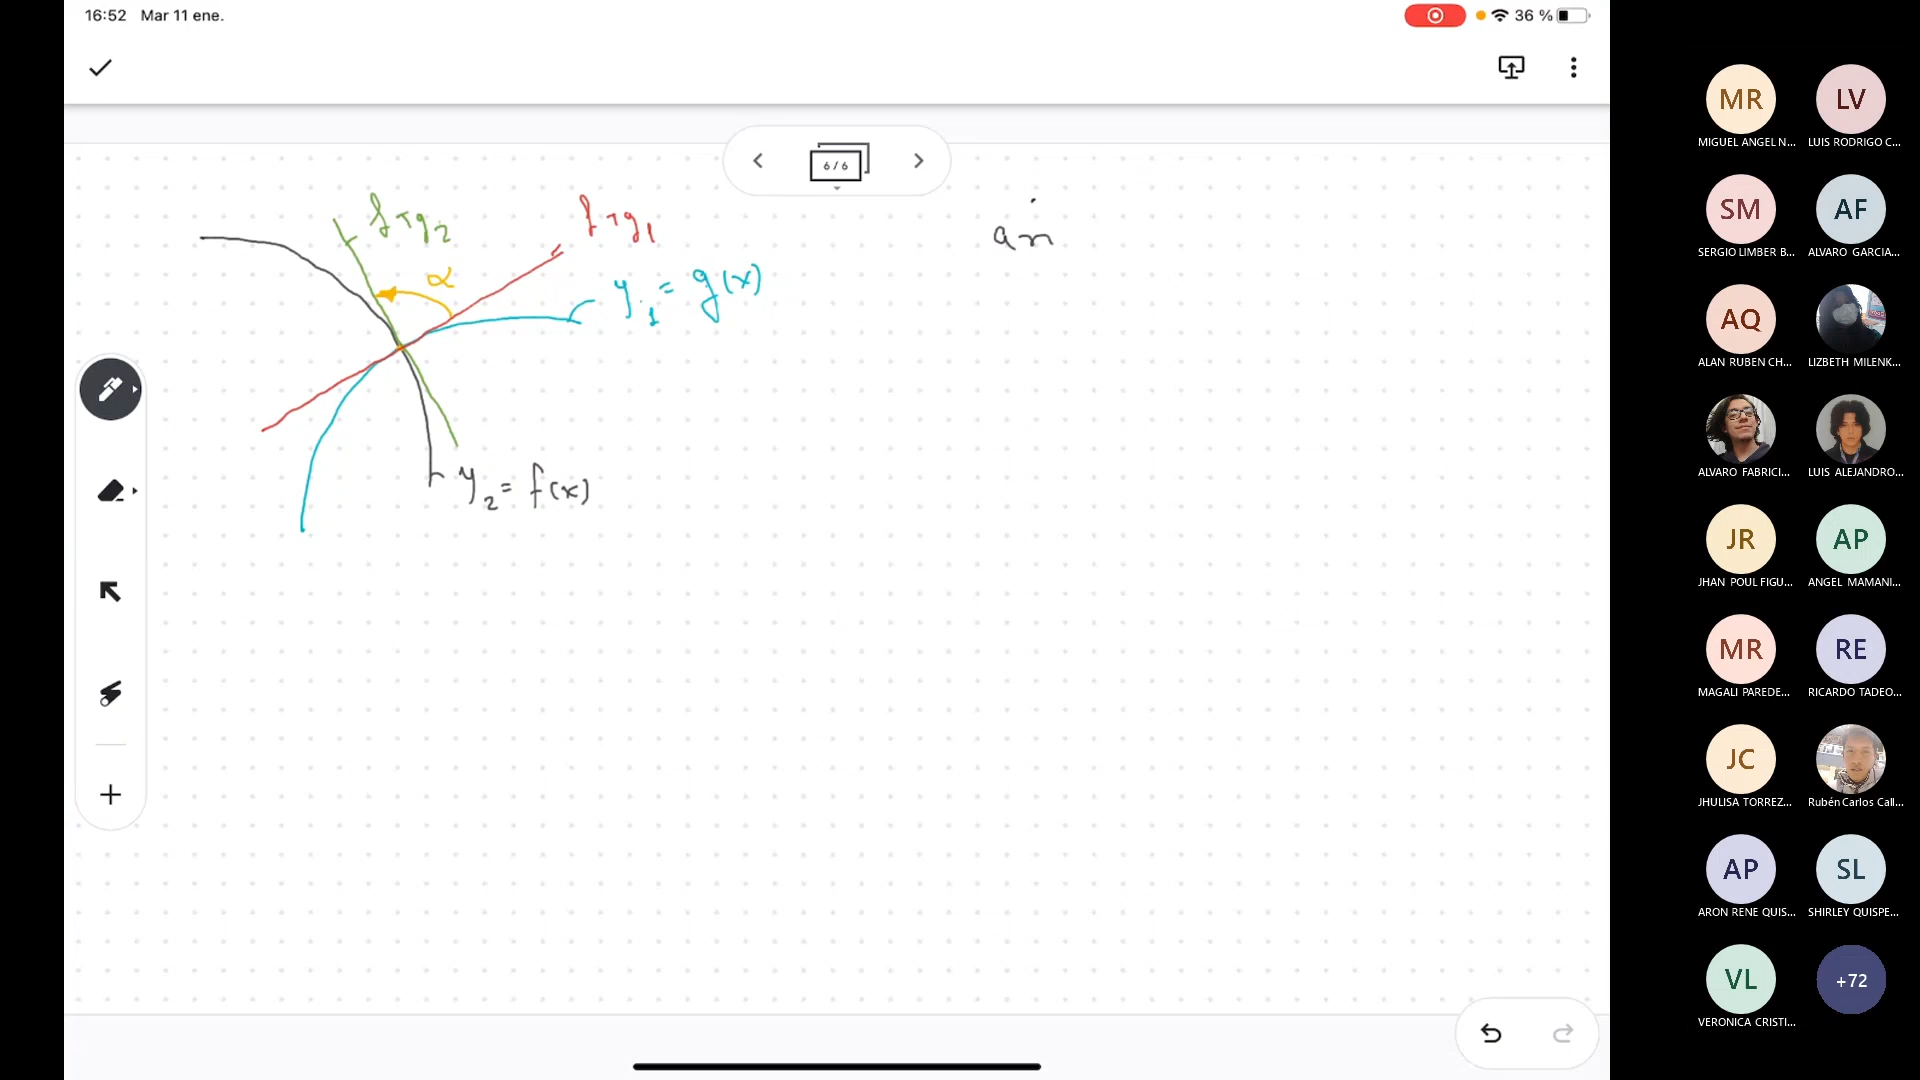 16:52 Mar 11 ene.
36 %
6 / 6
α
y₁ = g(x)
y₂ = f(x)
MR
MIGUEL ANGEL N...
LV
LUIS RODRIGO C...
SM
SERGIO LIMBER B...
AF
ALVARO GARCIA...
AQ
ALAN RUBEN CH...
LIZBETH MILENK...
ALVARO FABRICI...
LUIS ALEJANDRO...
JR
JHAN POUL FIGU...
AP
ANGEL MAMANI...
MR
MAGALI PAREDE...
RE
RICARDO TADEO...
JC
JHULISA TORREZ...
Rubén Carlos Call...
AP
ARON RENE QUIS...
SL
SHIRLEY QUISPE...
VL
VERONICA CRISTI...
+72